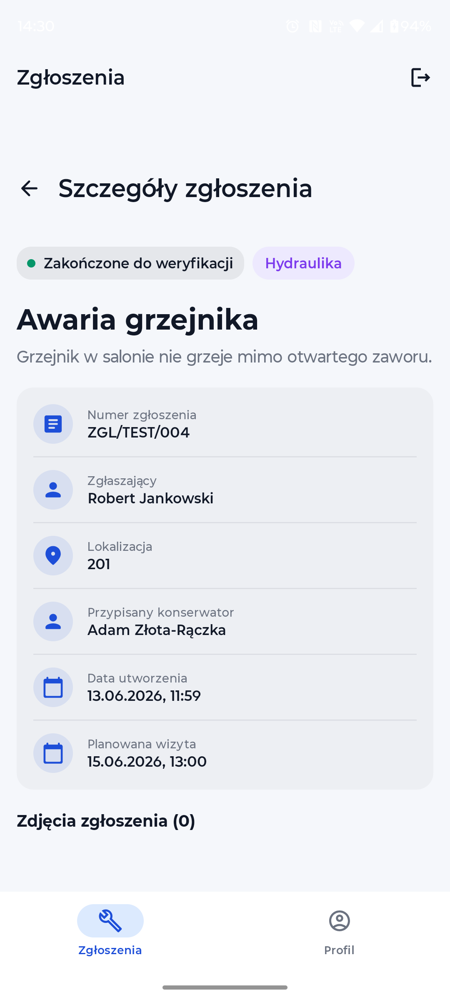 14:30
Vo LTE
94%
Zgłoszenia
Szczegóły zgłoszenia
Zakończone do weryfikacji
Hydraulika
Awaria grzejnika
Grzejnik w salonie nie grzeje mimo otwartego zaworu.
Numer zgłoszenia
ZGL/TEST/004
Zgłaszający
Robert Jankowski
Lokalizacja
201
Przypisany konserwator
Adam Złota-Rączka
Data utworzenia
13.06.2026, 11:59
Planowana wizyta
15.06.2026, 13:00
Zdjęcia zgłoszenia (0)
Zgłoszenia
Profil